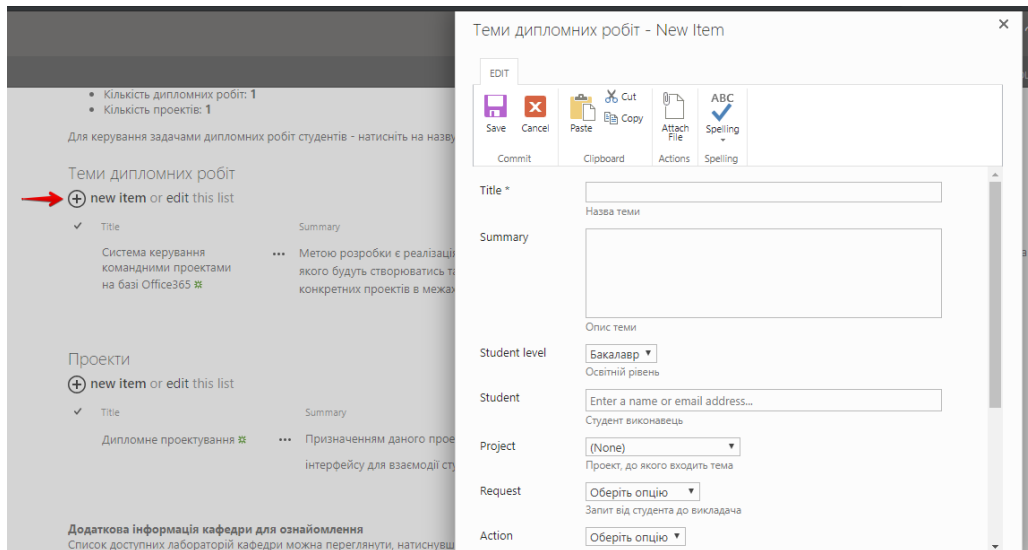 Кількість дипломних робіт: 1
Кількість проектів: 1
Для керування задачами дипломних робіт студентів - натисніть на назву
Теми дипломних робіт
new item or edit this list
Title Summary
Система керування
командними проектами
на базі Office365
Метою розробки є реалізаці
якого будуть створюватись та
конкретних проектів в межах
Проекти
new item or edit this list
Title Summary
Дипломне проектування
Призначенням даного прое
інтерфейсу для взаємодії сту
Додаткова інформація кафедри для ознайомлення
Список доступних лабораторій кафедри можна переглянути, натиснувш
Теми дипломних робіт - New Item
EDIT
Save Cancel Paste Cut Copy Attach File ABC Spelling
Commit Clipboard Actions Spelling
Title *
Назва теми
Summary
Опис теми
Student level Бакалавр
Освітній рівень
Student Enter a name or email address...
Студент виконавець
Project (None)
Проект, до якого входить тема
Request Оберіть опцію
Запит від студента до викладача
Action Оберіть опцію